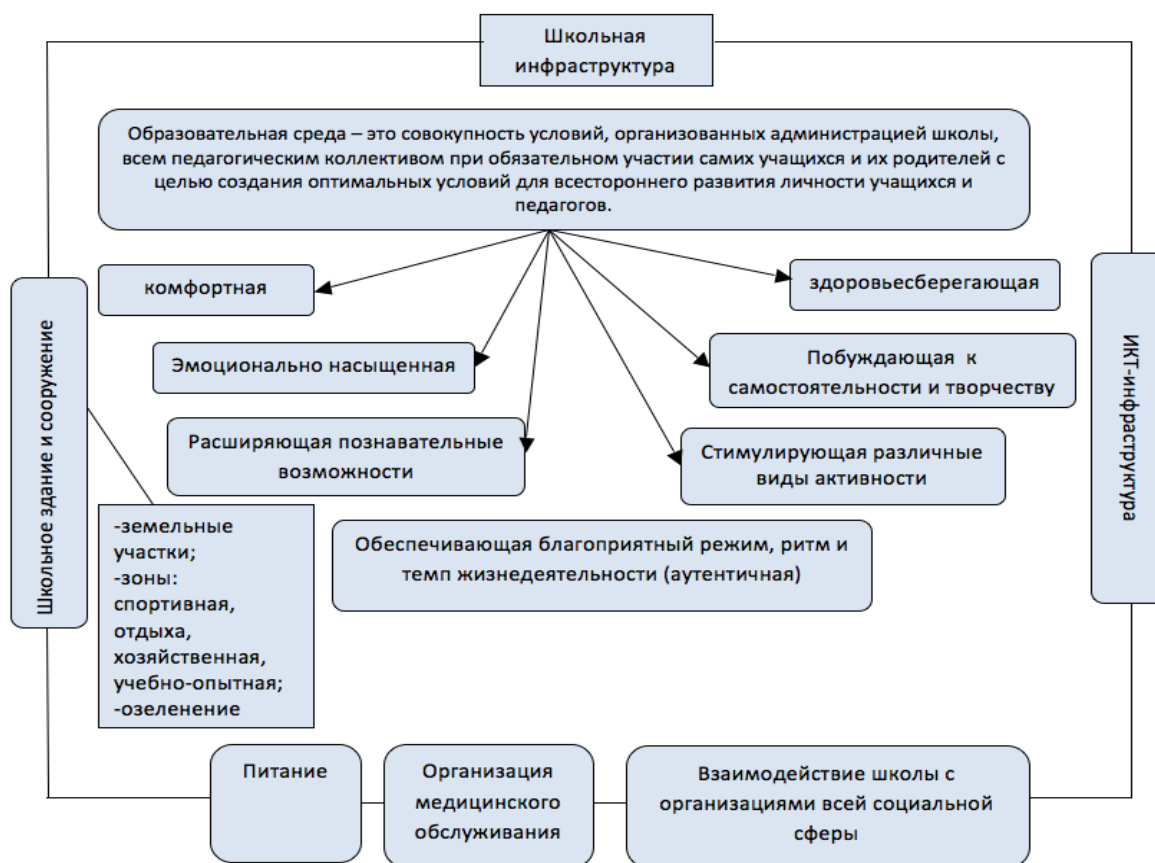 Школьная
инфраструктура
Образовательная среда – это совокупность условий, организованных администрацией школы,
всем педагогическим коллективом при обязательном участии самих учащихся и их родителей с
целью создания оптимальных условий для всестороннего развития личности учащихся и
педагогов.
комфортная
здоровьесберегающая
Эмоционально насыщенная
Побуждающая к
самостоятельности и творчеству
Расширяющая познавательные
возможности
Стимулирующая различные
виды активности
Школьное здание и сооружение
ИКТ-инфраструктура
-земельные
участки;
-зоны:
спортивная,
отдыха,
хозяйственная,
учебно-опытная;
-озеленение
Обеспечивающая благоприятный режим, ритм и
темп жизнедеятельности (аутентичная)
Питание
Организация
медицинского
обслуживания
Взаимодействие школы с
организациями всей социальной
сферы